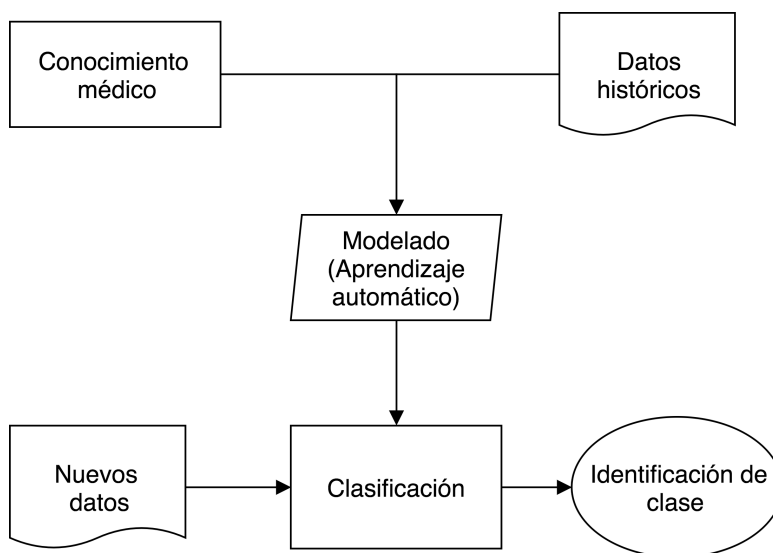 Conocimiento
médico
Datos
históricos
Modelado
(Aprendizaje
automático)
Nuevos
datos
Clasificación
Identificación de
clase